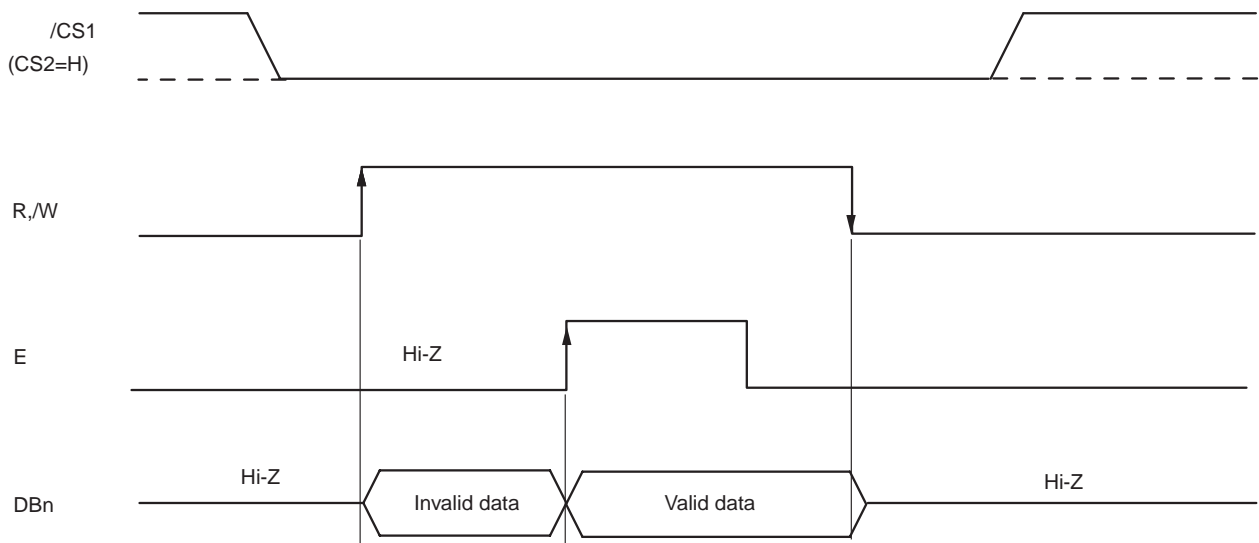 /CS1
(CS2=H)
R,/W
E
Hi-Z
DBn
Hi-Z
Invalid data
Valid data
Hi-Z